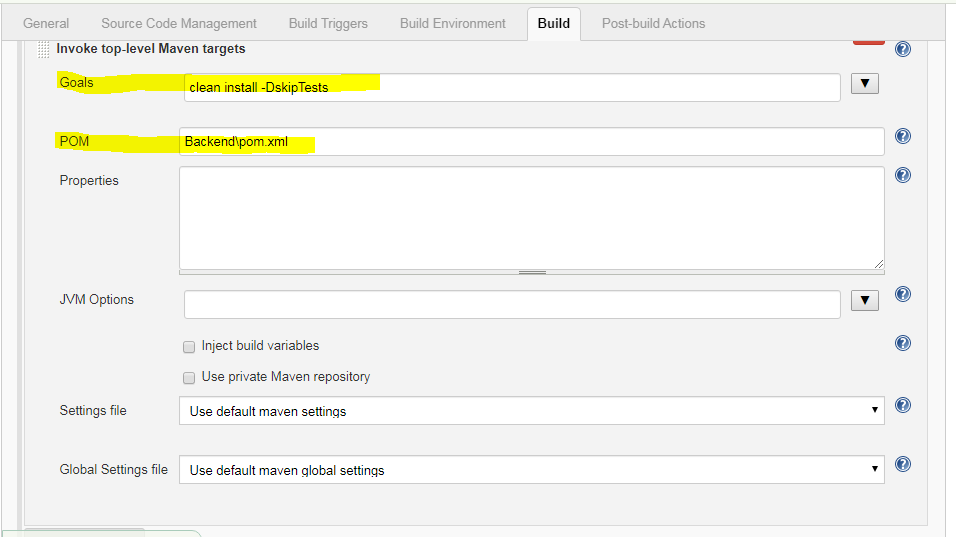 General Source Code Management Build Triggers Build Environment Build Post-build Actions
Invoke top-level Maven targets
Goals clean install -DskipTests
POM Backend\pom.xml
Properties
JVM Options
Inject build variables
Use private Maven repository
Settings file Use default maven settings
Global Settings file Use default maven global settings